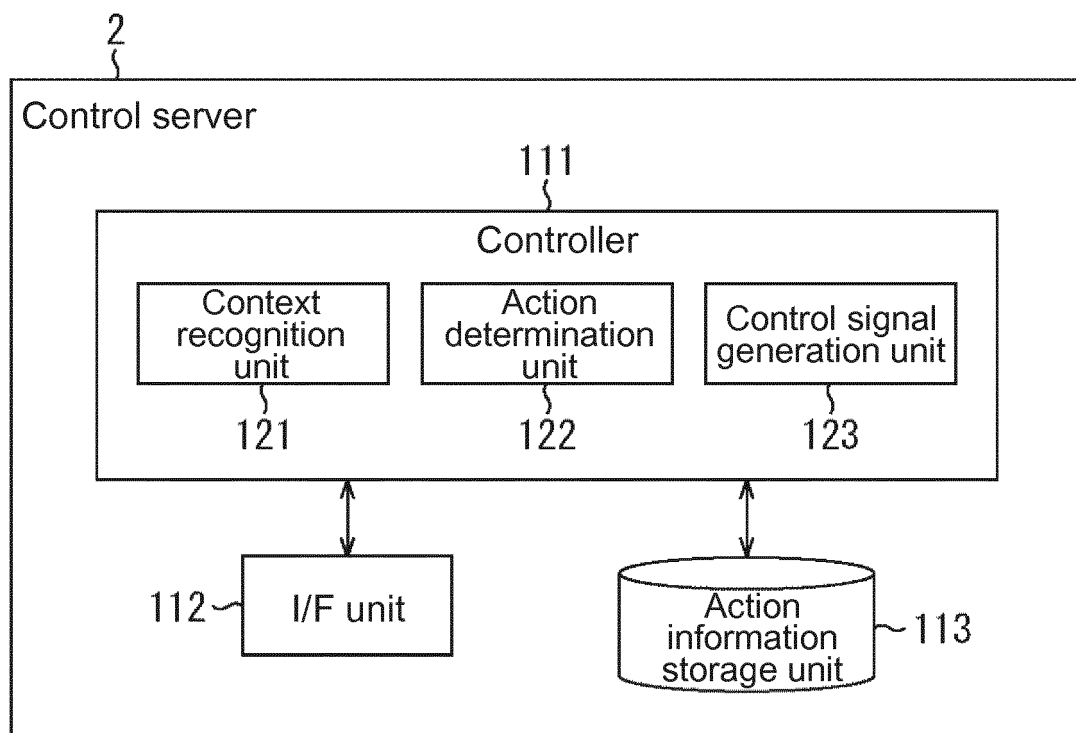 2
Control server
111
Controller
Context
recognition
unit
Action
determination
unit
Control signal
generation unit
121
122
123
112
I/F unit
Action
information
storage unit
113